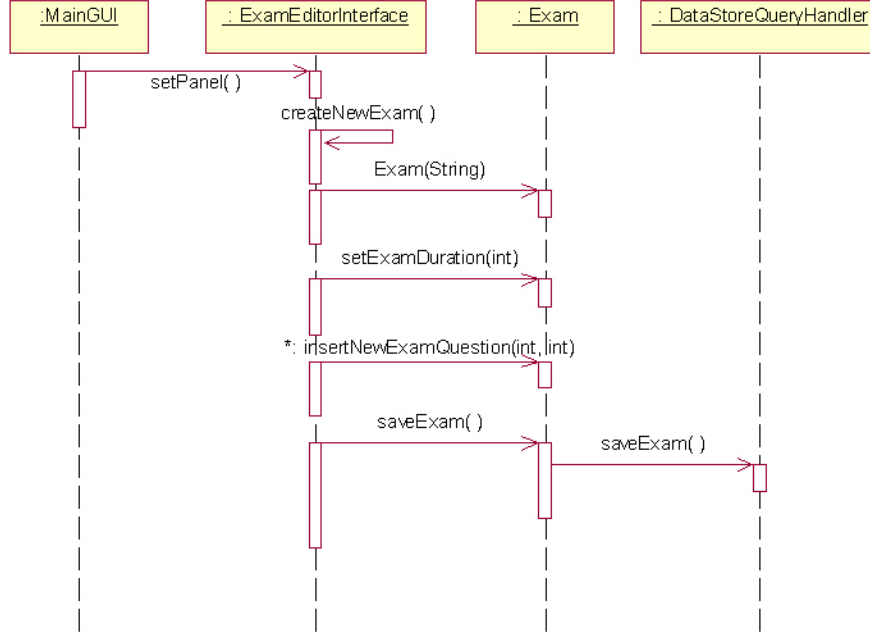 :MainGUI
: ExamEditorInterface
: Exam
: DataStoreQueryHandler
setPanel( )
createNewExam( )
Exam(String)
setExamDuration(int)
*: insertNewExamQuestion(int, int)
saveExam( )
saveExam( )